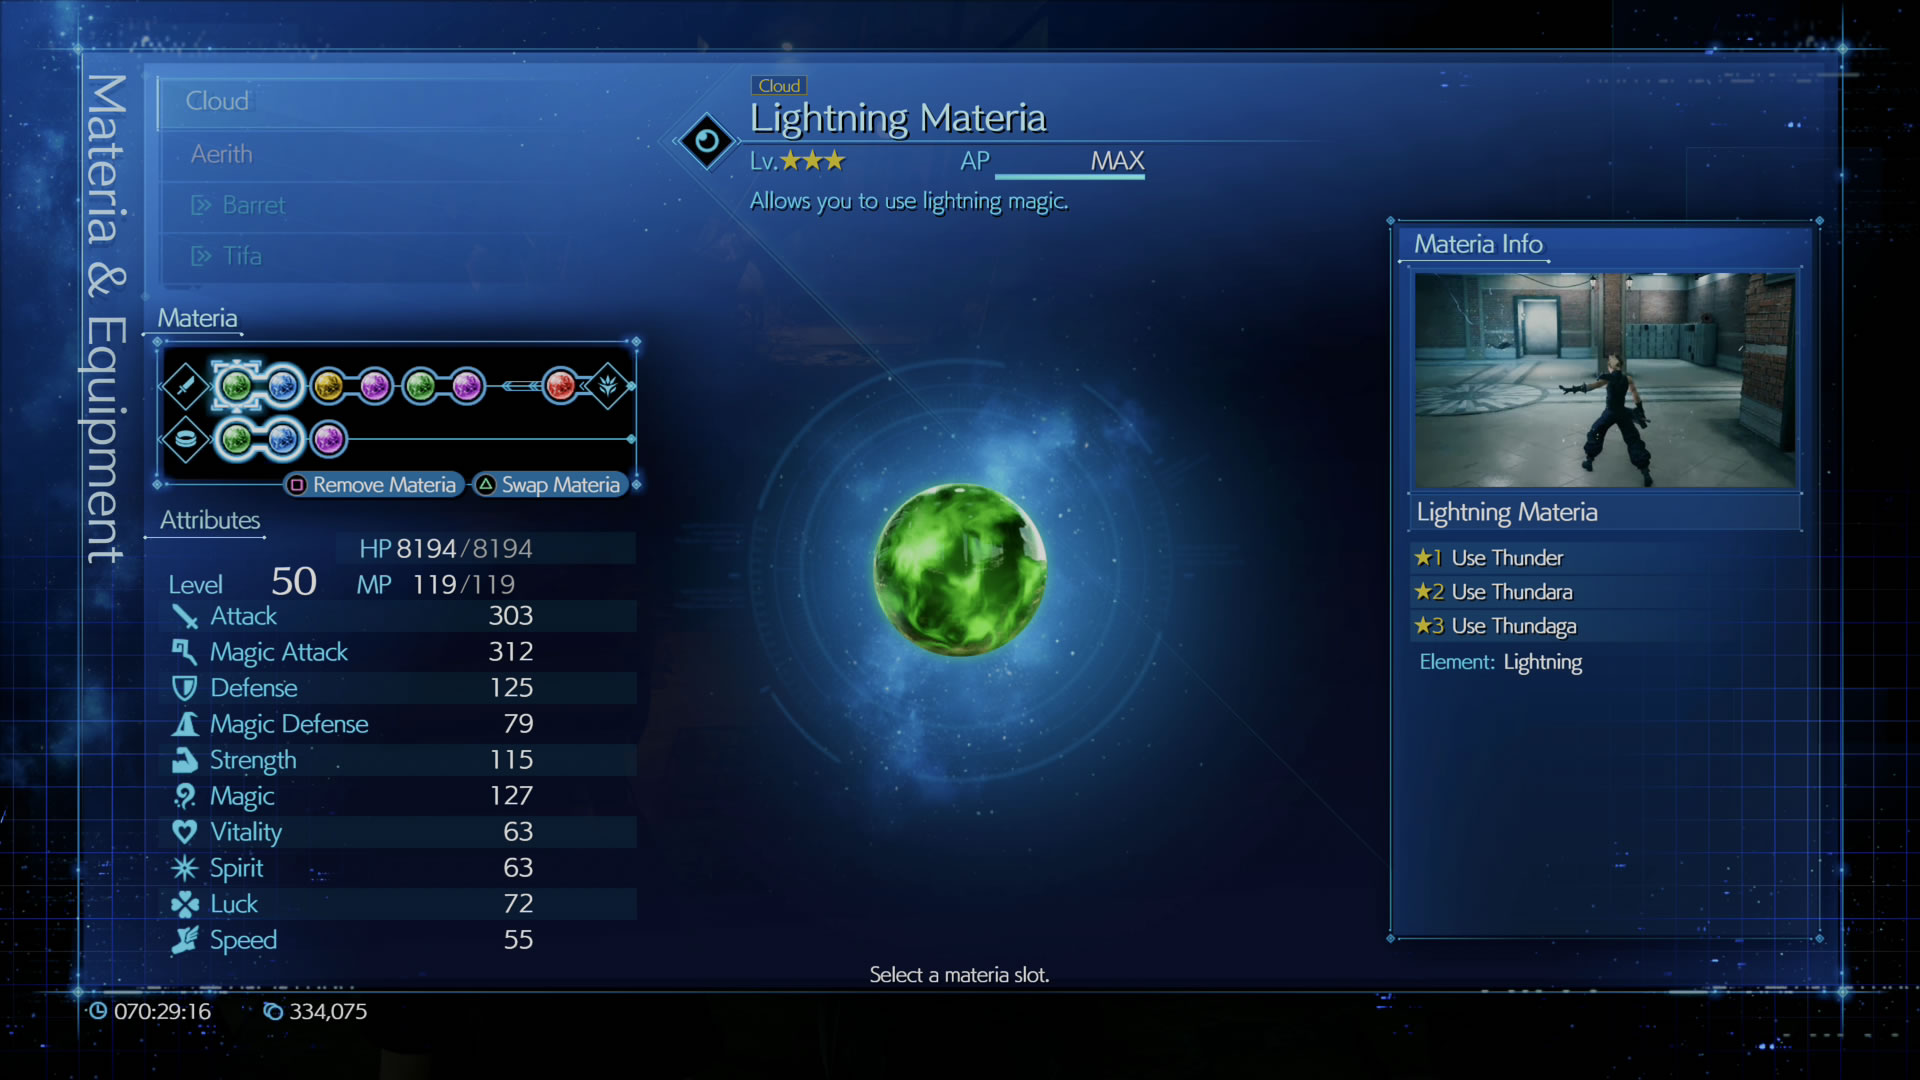 Materia & Equipment
Cloud
Aerith
Barret
Tifa
Cloud
Lightning Materia
Lv.★★★ AP MAX
Allows you to use lightning magic.
Materia
Remove Materia Swap Materia
Attributes
HP 8194/8194
Level 50 MP 119/119
Attack 303
Magic Attack 312
Defense 125
Magic Defense 79
Strength 115
Magic 127
Vitality 63
Spirit 63
Luck 72
Speed 55
Materia Info
Lightning Materia
★1 Use Thunder
★2 Use Thundara
★3 Use Thundaga
Element: Lightning
Select a materia slot.
070:29:16 334,075